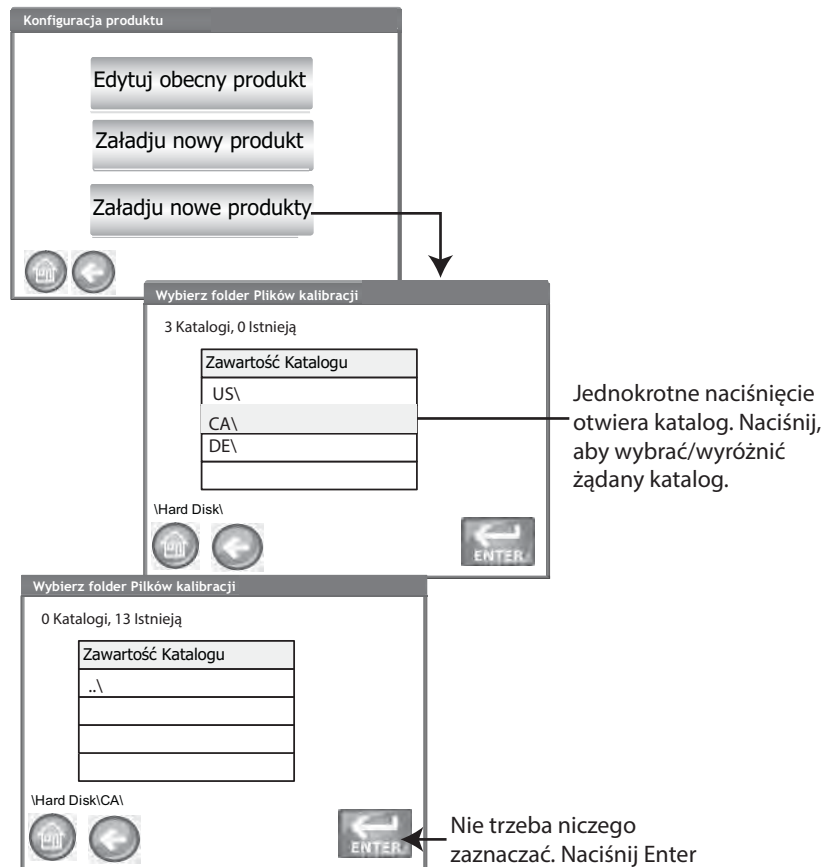 Konfiguracja produktu
Edytuj obecny produkt
Załadju nowy produkt
Załadju nowe produkty
Wybierz folder Plików kalibracji
3 Katalogi, 0 Istnieją
Zawartość Katalogu
US\
CA\
DE\
\Hard Disk\
ENTER
Jednokrotne naciśnięcie
otwiera katalog. Naciśnij,
aby wybrać/wyróżnić
żądany katalog.
Wybierz folder Pilków kalibracji
0 Katalogi, 13 Istnieją
Zawartość Katalogu
..\
\Hard Disk\CA\
ENTER
Nie trzeba niczego
zaznaczać. Naciśnij Enter